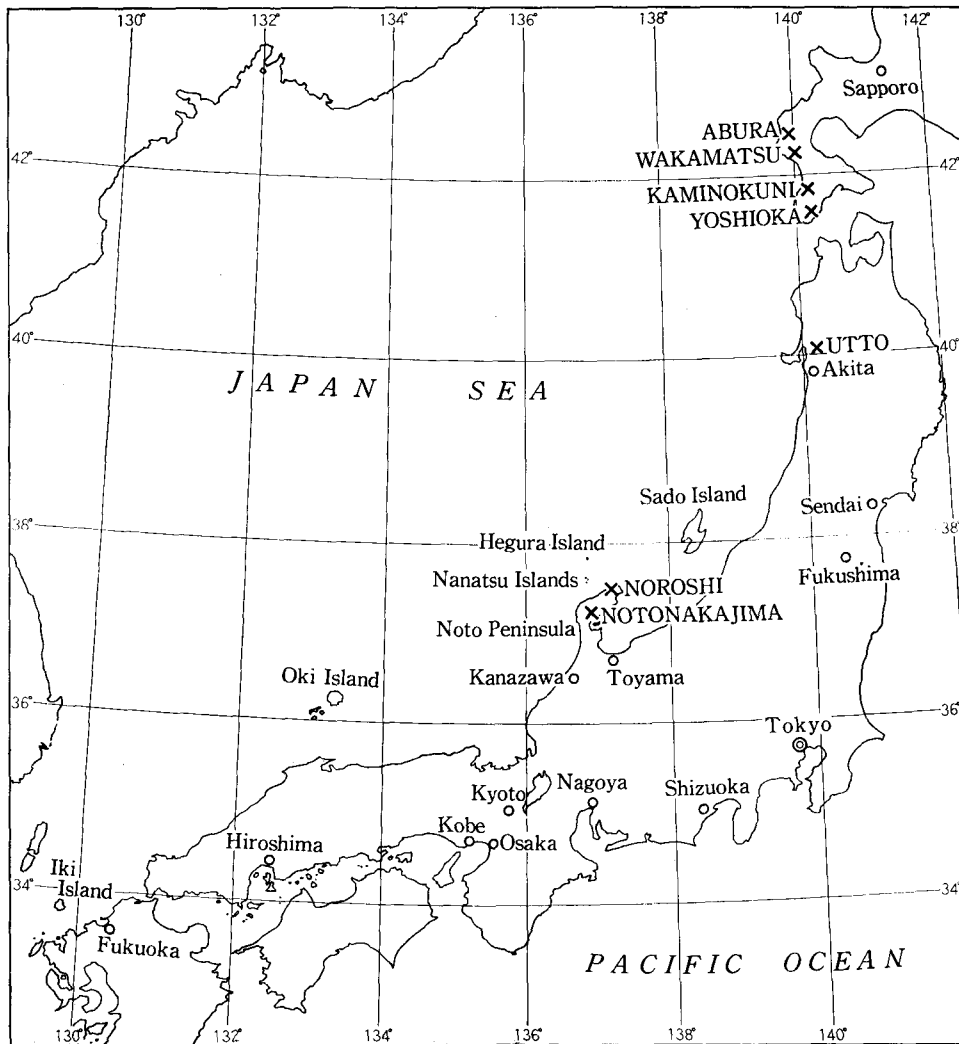 130° 132° 134° 136° 138° 140° 142°
Sapporo
ABURA
WAKAMATSU
42° 42°
KAMINOKUNI
YOSHIOKA
40° 40°
UTTO
Akita
JAPAN SEA
Sado Island
Sendai
38° 38°
Hegura Island
Fukushima
Nanatsu Islands
NOROSHI
NOTONAKAJIMA
Noto Peninsula
Kanazawa
Toyama
Oki Island
36° 36°
Tokyo
Nagoya
Shizuoka
Kyoto
Kobe
Osaka
Hiroshima
34° 34°
Iki
Island
Fukuoka
PACIFIC OCEAN
130° 132° 134° 136° 138° 140°